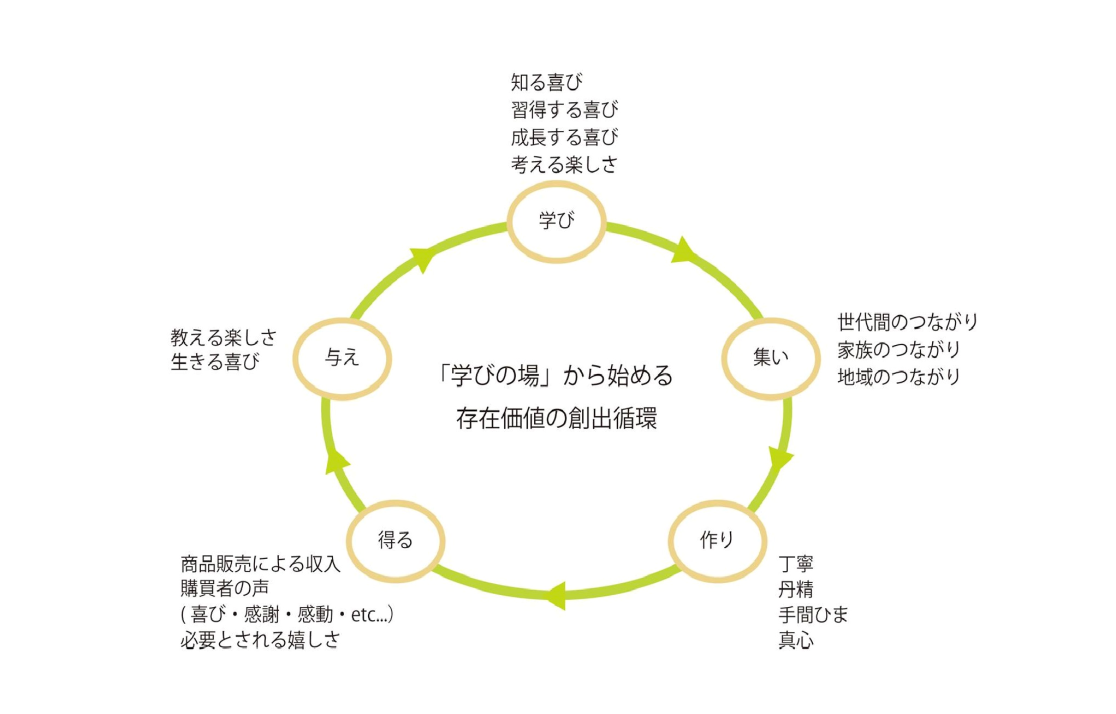 知る喜び
習得する喜び
成長する喜び
考える楽しさ
学び
世代間のつながり
家族のつながり
地域のつながり
集い
教える楽しさ
生きる喜び
与え
「学びの場」から始める
存在価値の創出循環
得る
作り
商品販売による収入
購買者の声
( 喜び・感謝・感動・etc...)
必要とされる嬉しさ
丁寧
丹精
手間ひま
真心